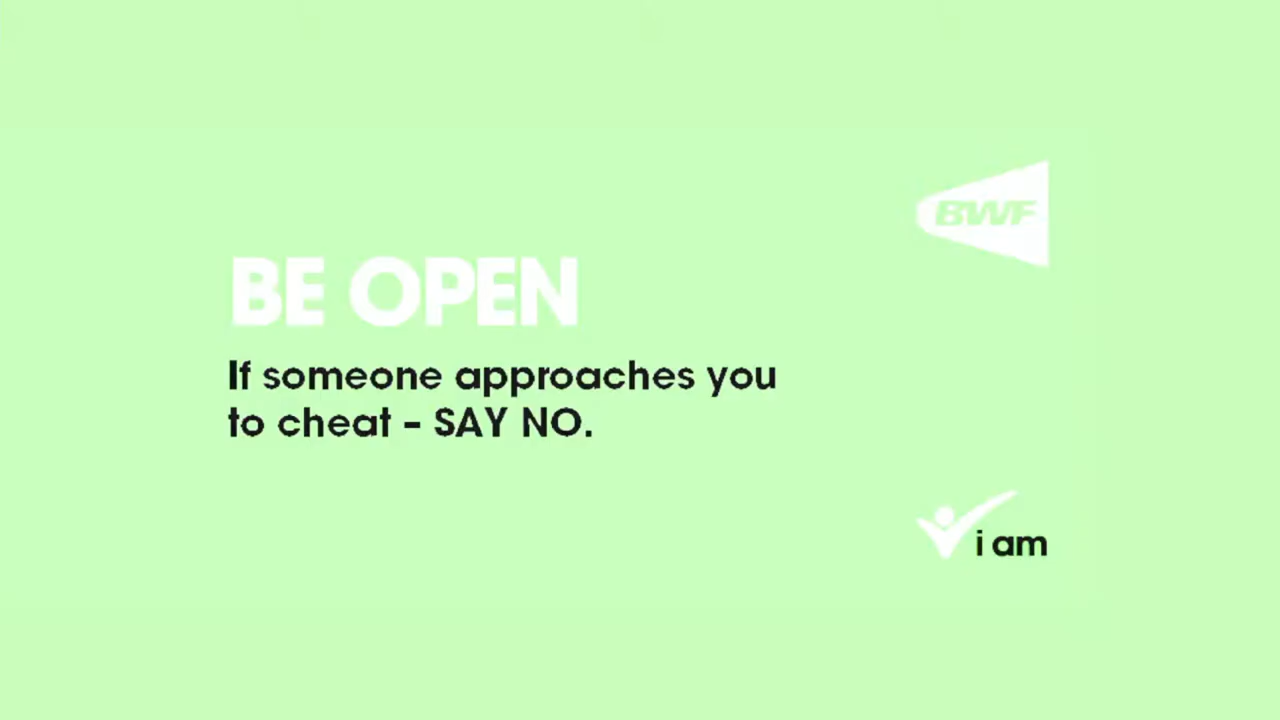 BWF
BE OPEN
If someone approaches you
to cheat – SAY NO.
i am